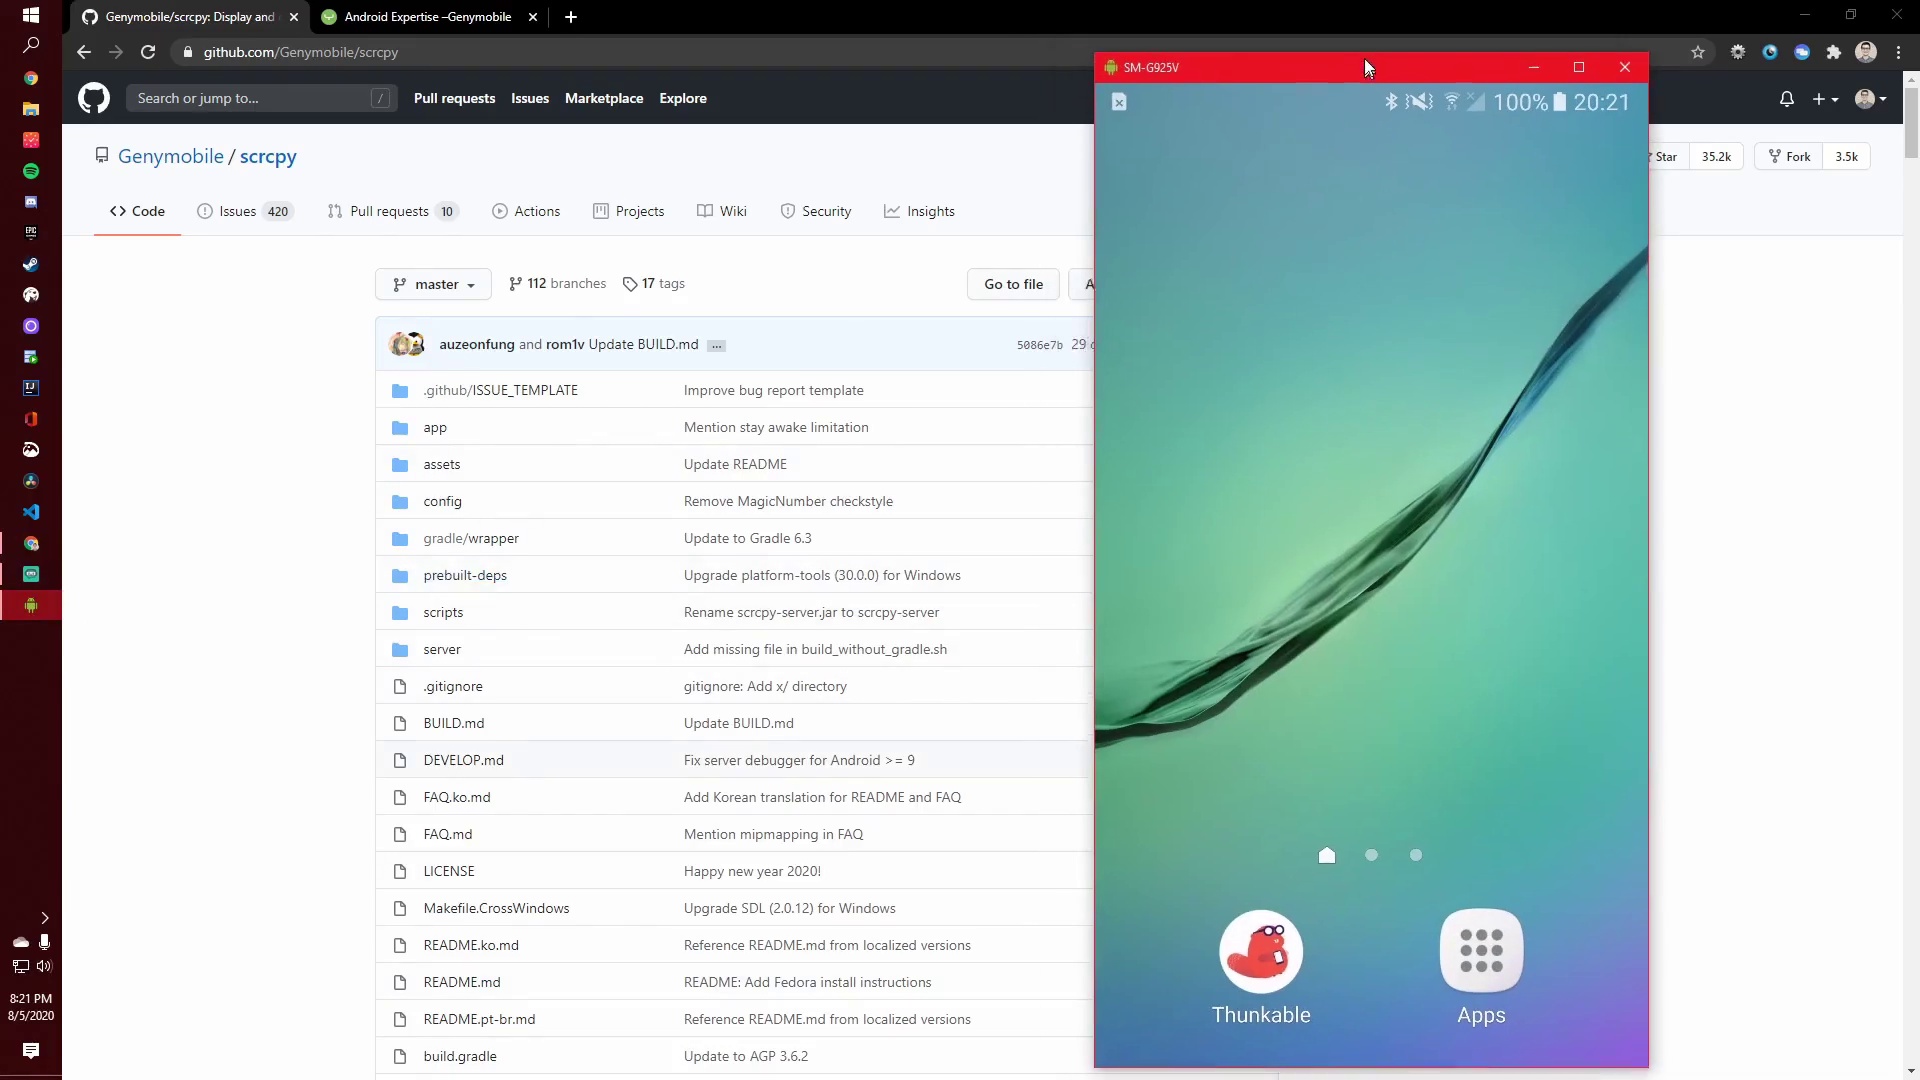 Genymobile/scrcpy: Display and
Android Expertise –Genymobile
github.com/Genymobile/scrcpy
Search or jump to...
/
Pull requests
Issues
Marketplace
Explore
Genymobile / scrcpy
Star
35.2k
Fork
3.5k
Code
Issues
420
Pull requests
10
Actions
Projects
Wiki
Security
Insights
master
112 branches
17 tags
Go to file
auzeonfung and rom1v Update BUILD.md
...
5086e7b
29
.github/ISSUE_TEMPLATE
Improve bug report template
app
Mention stay awake limitation
assets
Update README
config
Remove MagicNumber checkstyle
gradle/wrapper
Update to Gradle 6.3
prebuilt-deps
Upgrade platform-tools (30.0.0) for Windows
scripts
Rename scrcpy-server.jar to scrcpy-server
server
Add missing file in build_without_gradle.sh
.gitignore
gitignore: Add x/ directory
BUILD.md
Update BUILD.md
DEVELOP.md
Fix server debugger for Android >= 9
FAQ.ko.md
Add Korean translation for README and FAQ
FAQ.md
Mention mipmapping in FAQ
LICENSE
Happy new year 2020!
Makefile.CrossWindows
Upgrade SDL (2.0.12) for Windows
README.ko.md
Reference README.md from localized versions
README.md
README: Add Fedora install instructions
README.pt-br.md
Reference README.md from localized versions
build.gradle
Update to AGP 3.6.2
SM-G925V
100%
20:21
Thunkable
Apps
EPIC
IJ
8:21 PM
8/5/2020